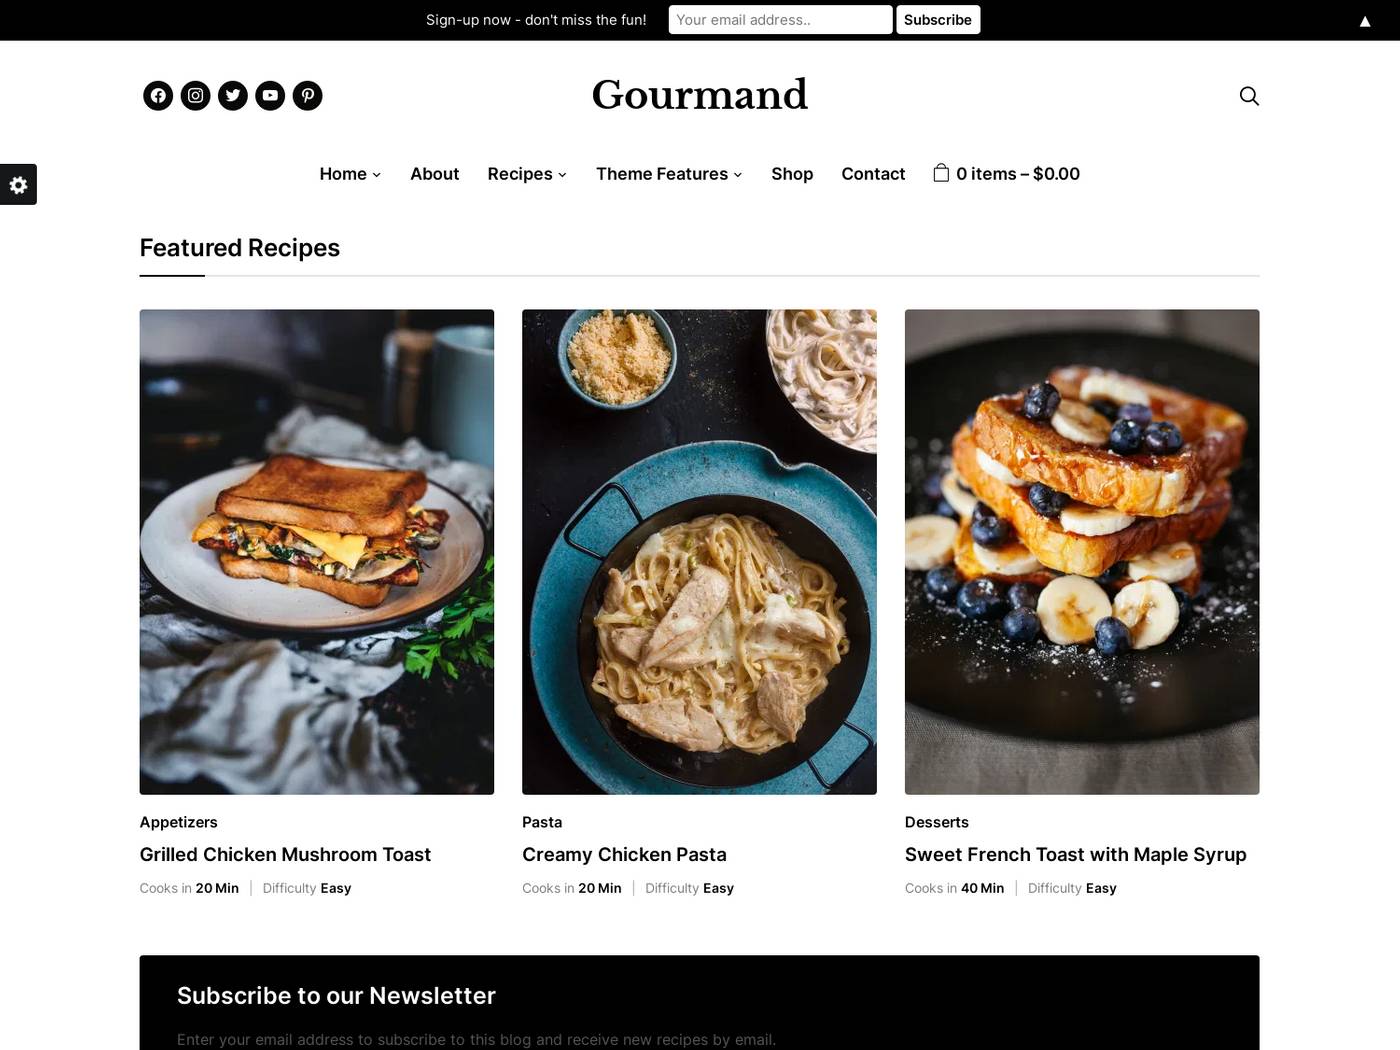 Sign-up now - don't miss the fun! Your email address.. Subscribe ▲
Gourmand
Home About Recipes Theme Features Shop Contact 0 items – $0.00
Featured Recipes
Appetizers
Grilled Chicken Mushroom Toast
Cooks in 20 Min | Difficulty Easy
Pasta
Creamy Chicken Pasta
Cooks in 20 Min | Difficulty Easy
Desserts
Sweet French Toast with Maple Syrup
Cooks in 40 Min | Difficulty Easy
Subscribe to our Newsletter
Enter your email address to subscribe to this blog and receive new recipes by email.